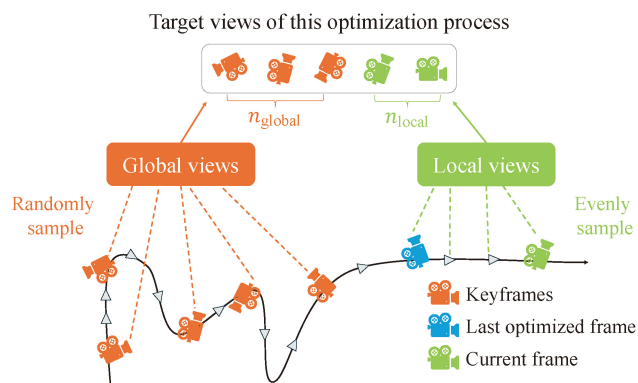 Target views of this optimization process
n_global
n_local
Global views
Local views
Randomly
sample
Evenly
sample
Keyframes
Last optimized frame
Current frame